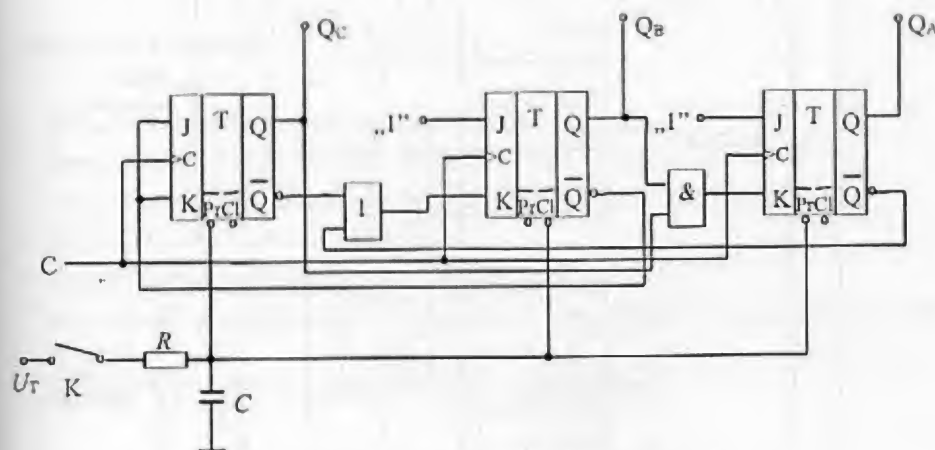 Q_C
Q_B
Q_A
J T Q
C
K Pr Cl Q̅
1
„1”
J T Q
C
K Pr Cl Q̅
&
„1”
J T Q
C
K Pr Cl Q̅
C
U_T
K
R
C